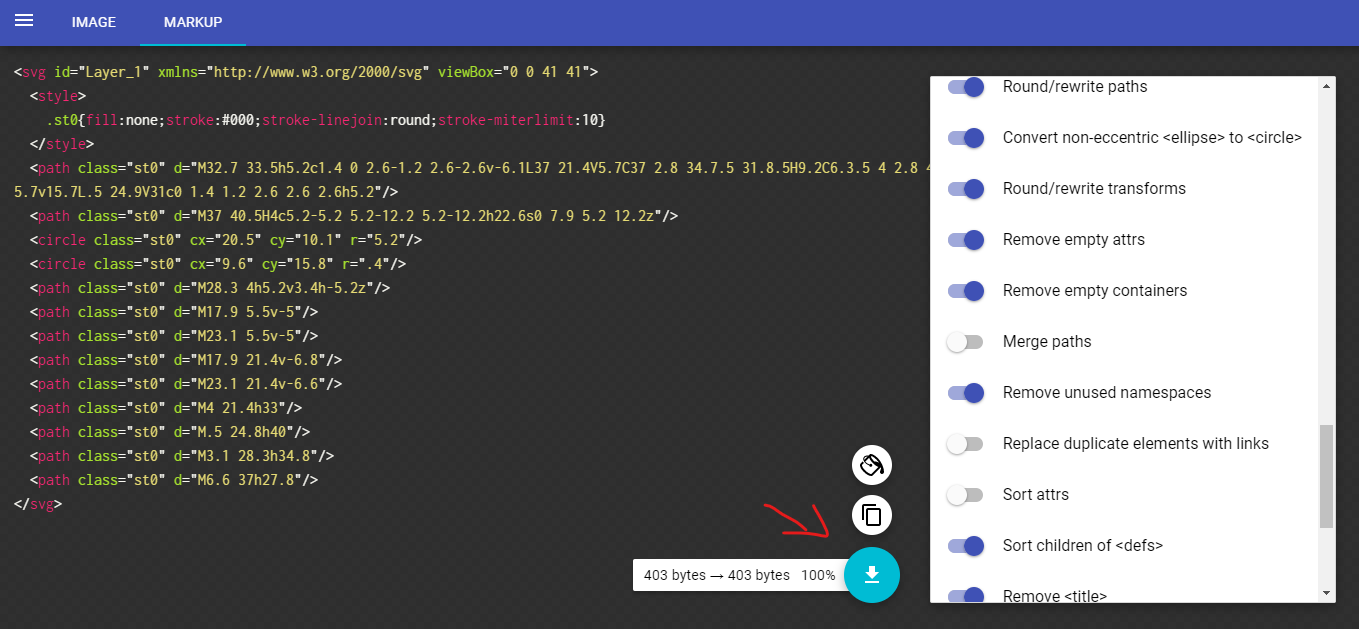 IMAGE MARKUP
<svg id="Layer_1" xmlns="http://www.w3.org/2000/svg" viewBox="0 0 41 41">
<style>
.st0{fill:none;stroke:#000;stroke-linejoin:round;stroke-miterlimit:10}
</style>
<path class="st0" d="M32.7 33.5h5.2c1.4 0 2.6-1.2 2.6-2.6v-6.1L37 21.4V5.7C37 2.8 34.7.5 31.8.5H9.2C6.3.5 4 2.8 4
5.7v15.7L.5 24.9V31c0 1.4 1.2 2.6 2.6 2.6h5.2"/>
<path class="st0" d="M37 40.5H4c5.2-5.2 5.2-12.2 5.2-12.2h22.6s0 7.9 5.2 12.2z"/>
<circle class="st0" cx="20.5" cy="10.1" r="5.2"/>
<circle class="st0" cx="9.6" cy="15.8" r=".4"/>
<path class="st0" d="M28.3 4h5.2v3.4h-5.2z"/>
<path class="st0" d="M17.9 5.5v-5"/>
<path class="st0" d="M23.1 5.5v-5"/>
<path class="st0" d="M17.9 21.4v-6.8"/>
<path class="st0" d="M23.1 21.4v-6.6"/>
<path class="st0" d="M4 21.4h33"/>
<path class="st0" d="M.5 24.8h40"/>
<path class="st0" d="M3.1 28.3h34.8"/>
<path class="st0" d="M6.6 37h27.8"/>
</svg>
Round/rewrite paths
Convert non-eccentric <ellipse> to <circle>
Round/rewrite transforms
Remove empty attrs
Remove empty containers
Merge paths
Remove unused namespaces
Replace duplicate elements with links
Sort attrs
Sort children of <defs>
Remove <title>
403 bytes → 403 bytes 100%